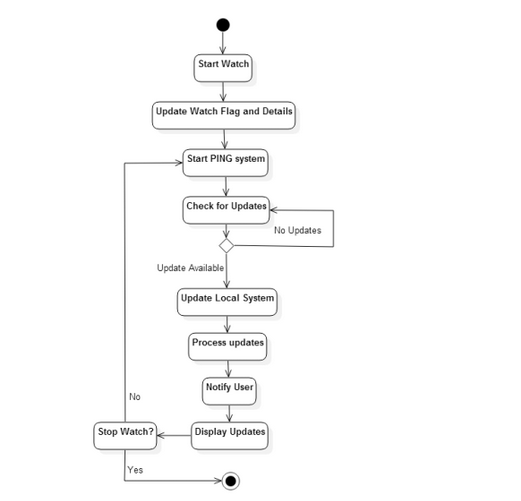 Start Watch
Update Watch Flag and Details
Start PING system
Check for Updates
No Updates
Update Available
Update Local System
Process updates
Notify User
No
Stop Watch?
Display Updates
Yes